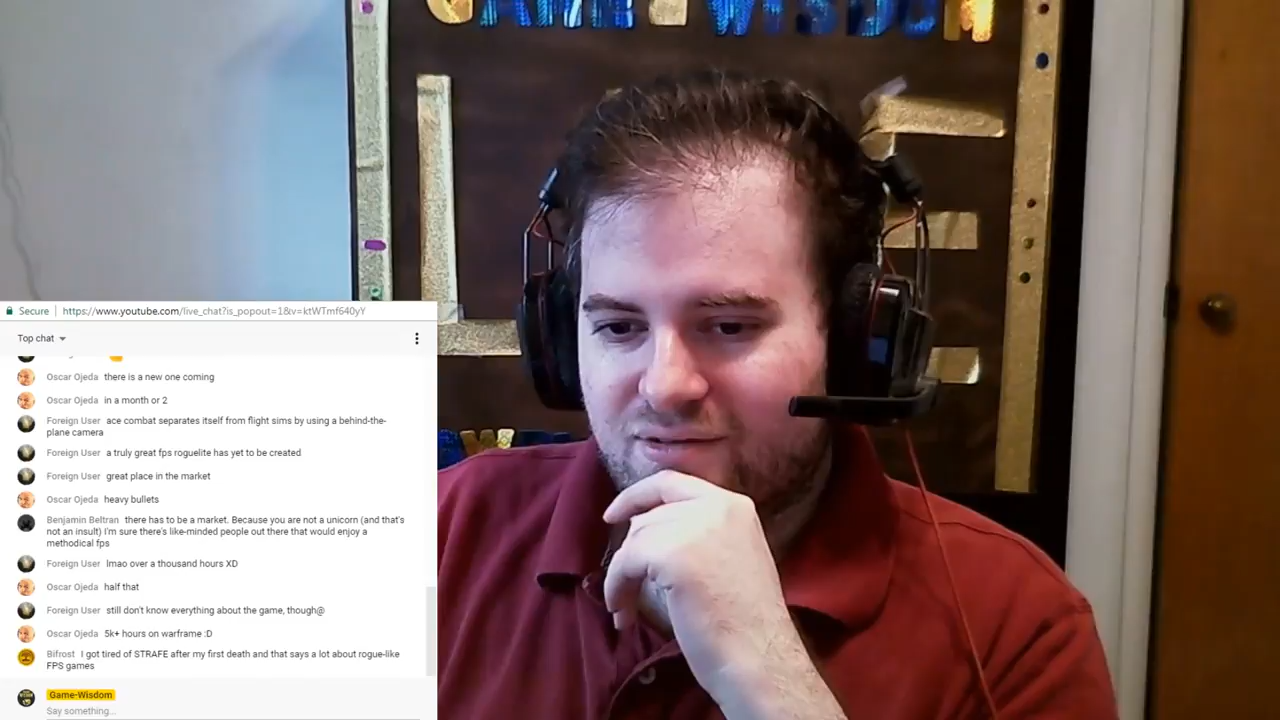 GAME-WISDOM
LE
Secure
https://www.youtube.com/live_chat?is_popout=1&v=ktWTmf640yY
Top chat
Oscar Ojeda there is a new one coming
Oscar Ojeda in a month or 2
Foreign User ace combat separates itself from flight sims by using a behind-the-
plane camera
Foreign User a truly great fps roguelite has yet to be created
Foreign User great place in the market
Oscar Ojeda heavy bullets
Benjamin Beltran there has to be a market. Because you are not a unicorn (and that's
not an insult) i'm sure there's like-minded people out there that would enjoy a
methodical fps
Foreign User lmao over a thousand hours XD
Oscar Ojeda half that
Foreign User still don't know everything about the game, though@
Oscar Ojeda 5k+ hours on warframe :D
Bifrost I got tired of STRAFE after my first death and that says a lot about rogue-like
FPS games
Game-Wisdom
Say something...